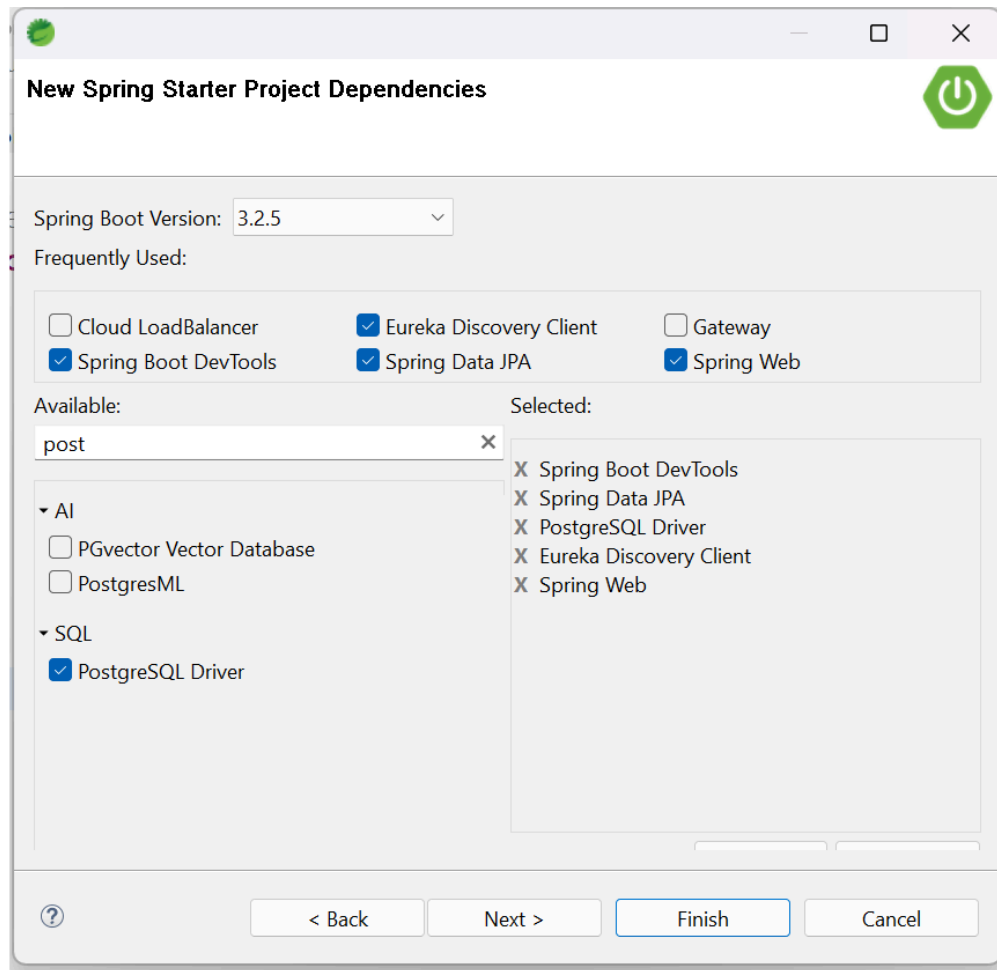 New Spring Starter Project Dependencies
Spring Boot Version: 3.2.5
Frequently Used:
Cloud LoadBalancer Eureka Discovery Client Gateway
Spring Boot DevTools Spring Data JPA Spring Web
Available: Selected:
post
X Spring Boot DevTools
X Spring Data JPA
X PostgreSQL Driver
X Eureka Discovery Client
X Spring Web
AI
PGvector Vector Database
PostgresML
SQL
PostgreSQL Driver
< Back Next > Finish Cancel